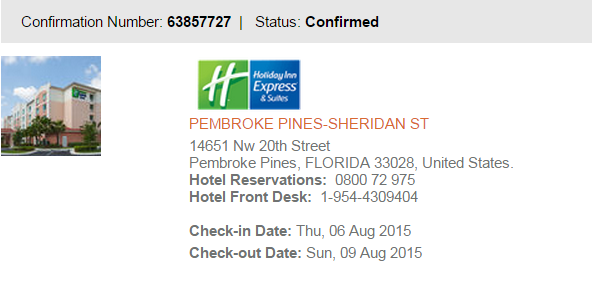 Confirmation Number: 63857727 | Status: Confirmed
Holiday Inn
Express
& Suites
PEMBROKE PINES-SHERIDAN ST
14651 Nw 20th Street
Pembroke Pines, FLORIDA 33028, United States.
Hotel Reservations: 0800 72 975
Hotel Front Desk: 1-954-4309404
Check-in Date: Thu, 06 Aug 2015
Check-out Date: Sun, 09 Aug 2015